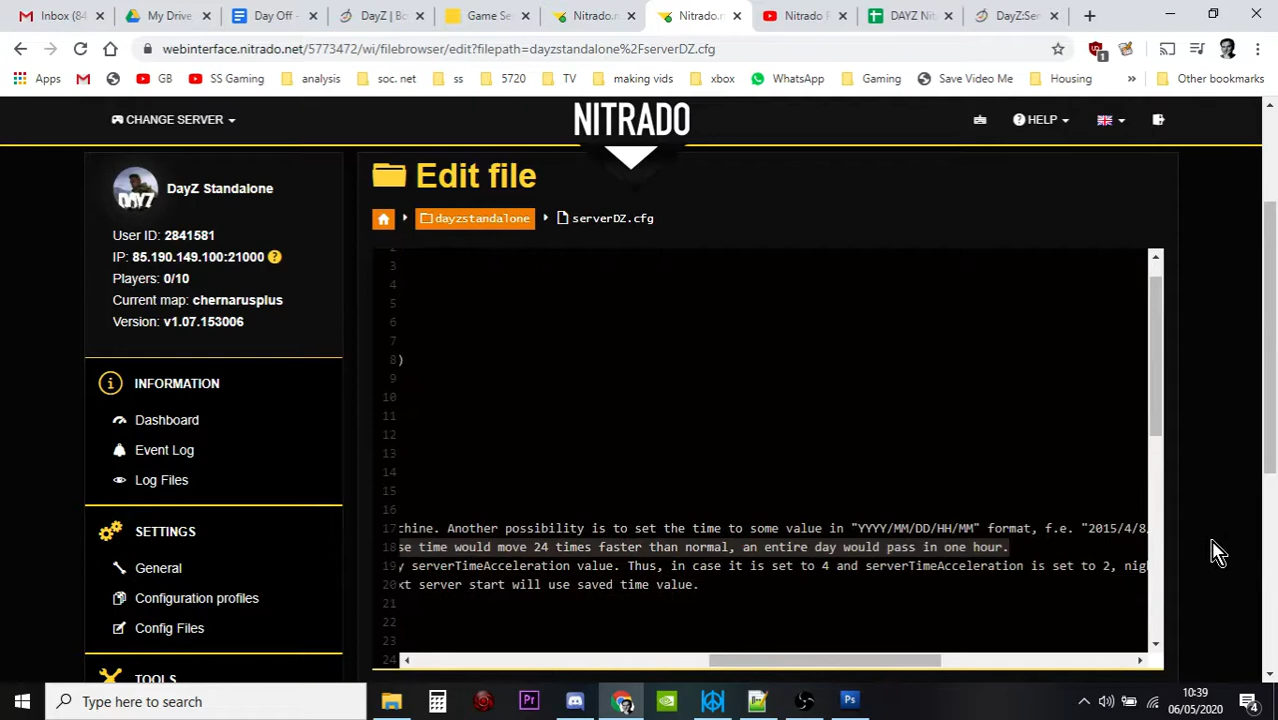 Inbox (84
My Drive
Day Off -
DayZ | Bo
Game Se
Nitrado.n
Nitrado.n
Nitrado P
DAYZ Nit
DayZ:Ser
webinterface.nitrado.net/5773472/wi/filebrowser/edit?filepath=dayzstandalone%2FserverDZ.cfg
1
Apps
GB
SS Gaming
analysis
soc. net
ss
5720
TV
making vids
xbox
WhatsApp
Gaming
Save Video Me
Housing
»
Other bookmarks
CHANGE SERVER
NITRADO
HELP
DayZ Standalone
DAYZ
User ID: 2841581
IP: 85.190.149.100:21000
Players: 0/10
Current map: chernarusplus
Version: v1.07.153006
INFORMATION
Dashboard
Event Log
Log Files
SETTINGS
General
Configuration profiles
Config Files
TOOLS
Edit file
dayzstandalone
serverDZ.cfg
2
3
4
5
6
7
8 )
9
10
11
12
13
14
15
16
17 chine. Another possibility is to set the time to some value in "YYYY/MM/DD/HH/MM" format, f.e. "2015/4/8
18 se time would move 24 times faster than normal, an entire day would pass in one hour.
19 y serverTimeAcceleration value. Thus, in case it is set to 4 and serverTimeAcceleration is set to 2, nig
20 xt server start will use saved time value.
21
22
23
24
Type here to search
Pr
Ps
10:39
06/05/2020
4